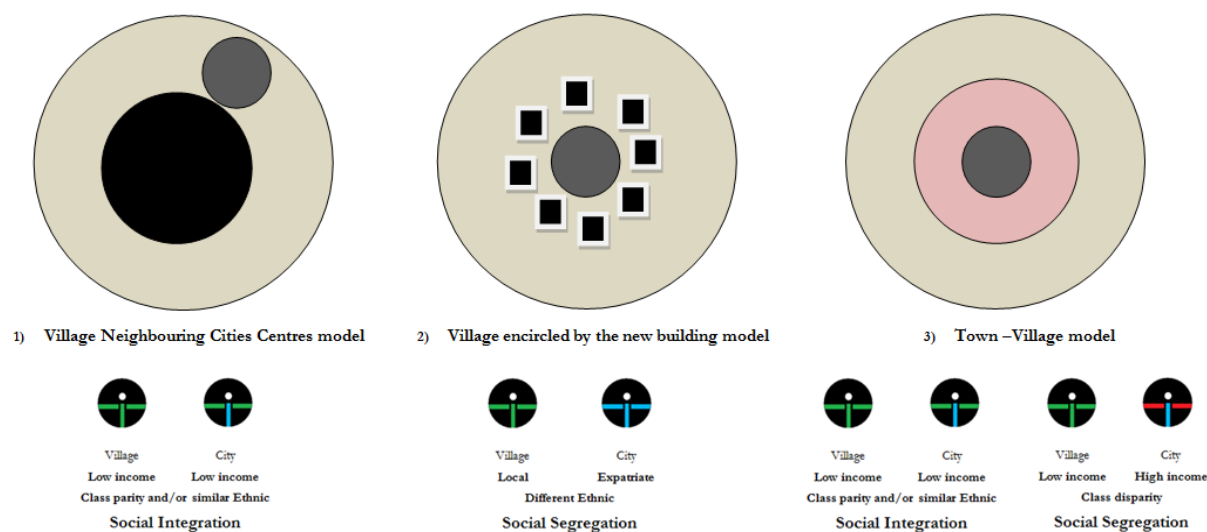 1) Village Neighbouring Cities Centres model
2) Village encircled by the new building model
3) Town –Village model
Village City
Low income Low income
Class parity and/or similar Ethnic
Social Integration
Village City
Local Expatriate
Different Ethnic
Social Segregation
Village City
Low income Low income
Class parity and/or similar Ethnic
Social Integration
Village City
Low income High income
Class disparity
Social Segregation